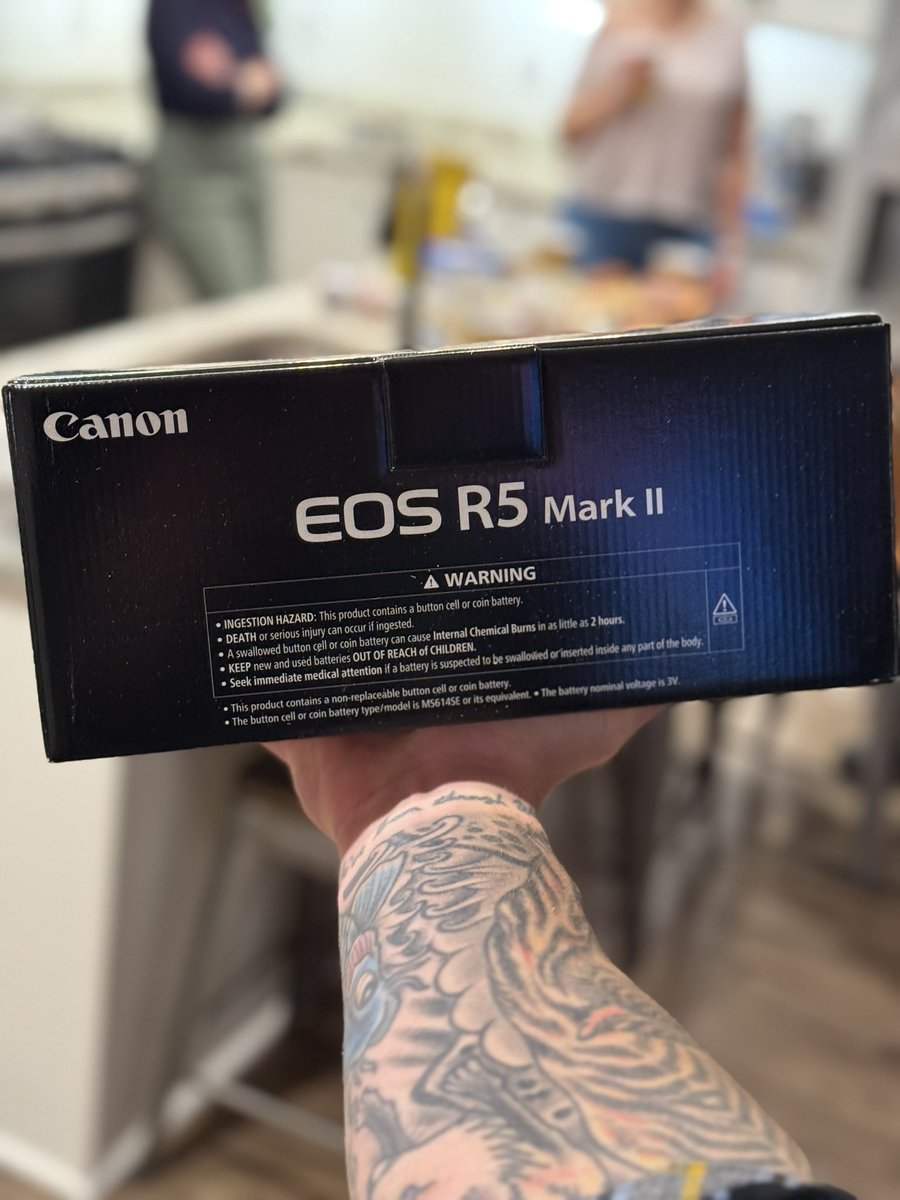 Canon
EOS R5 Mark II
WARNING
• INGESTION HAZARD: This product contains a button cell or coin battery.
• DEATH or serious injury can occur if ingested.
• A swallowed button cell or coin battery can cause Internal Chemical Burns in as little as 2 hours.
• KEEP new and used batteries OUT OF REACH of CHILDREN.
• Seek immediate medical attention if a battery is suspected to be swallowed or inserted inside any part of the body.
• This product contains a non-replaceable button cell or coin battery.
• The button cell or coin battery type/model is MS614SE or its equivalent. • The battery nominal voltage is 3V.
through